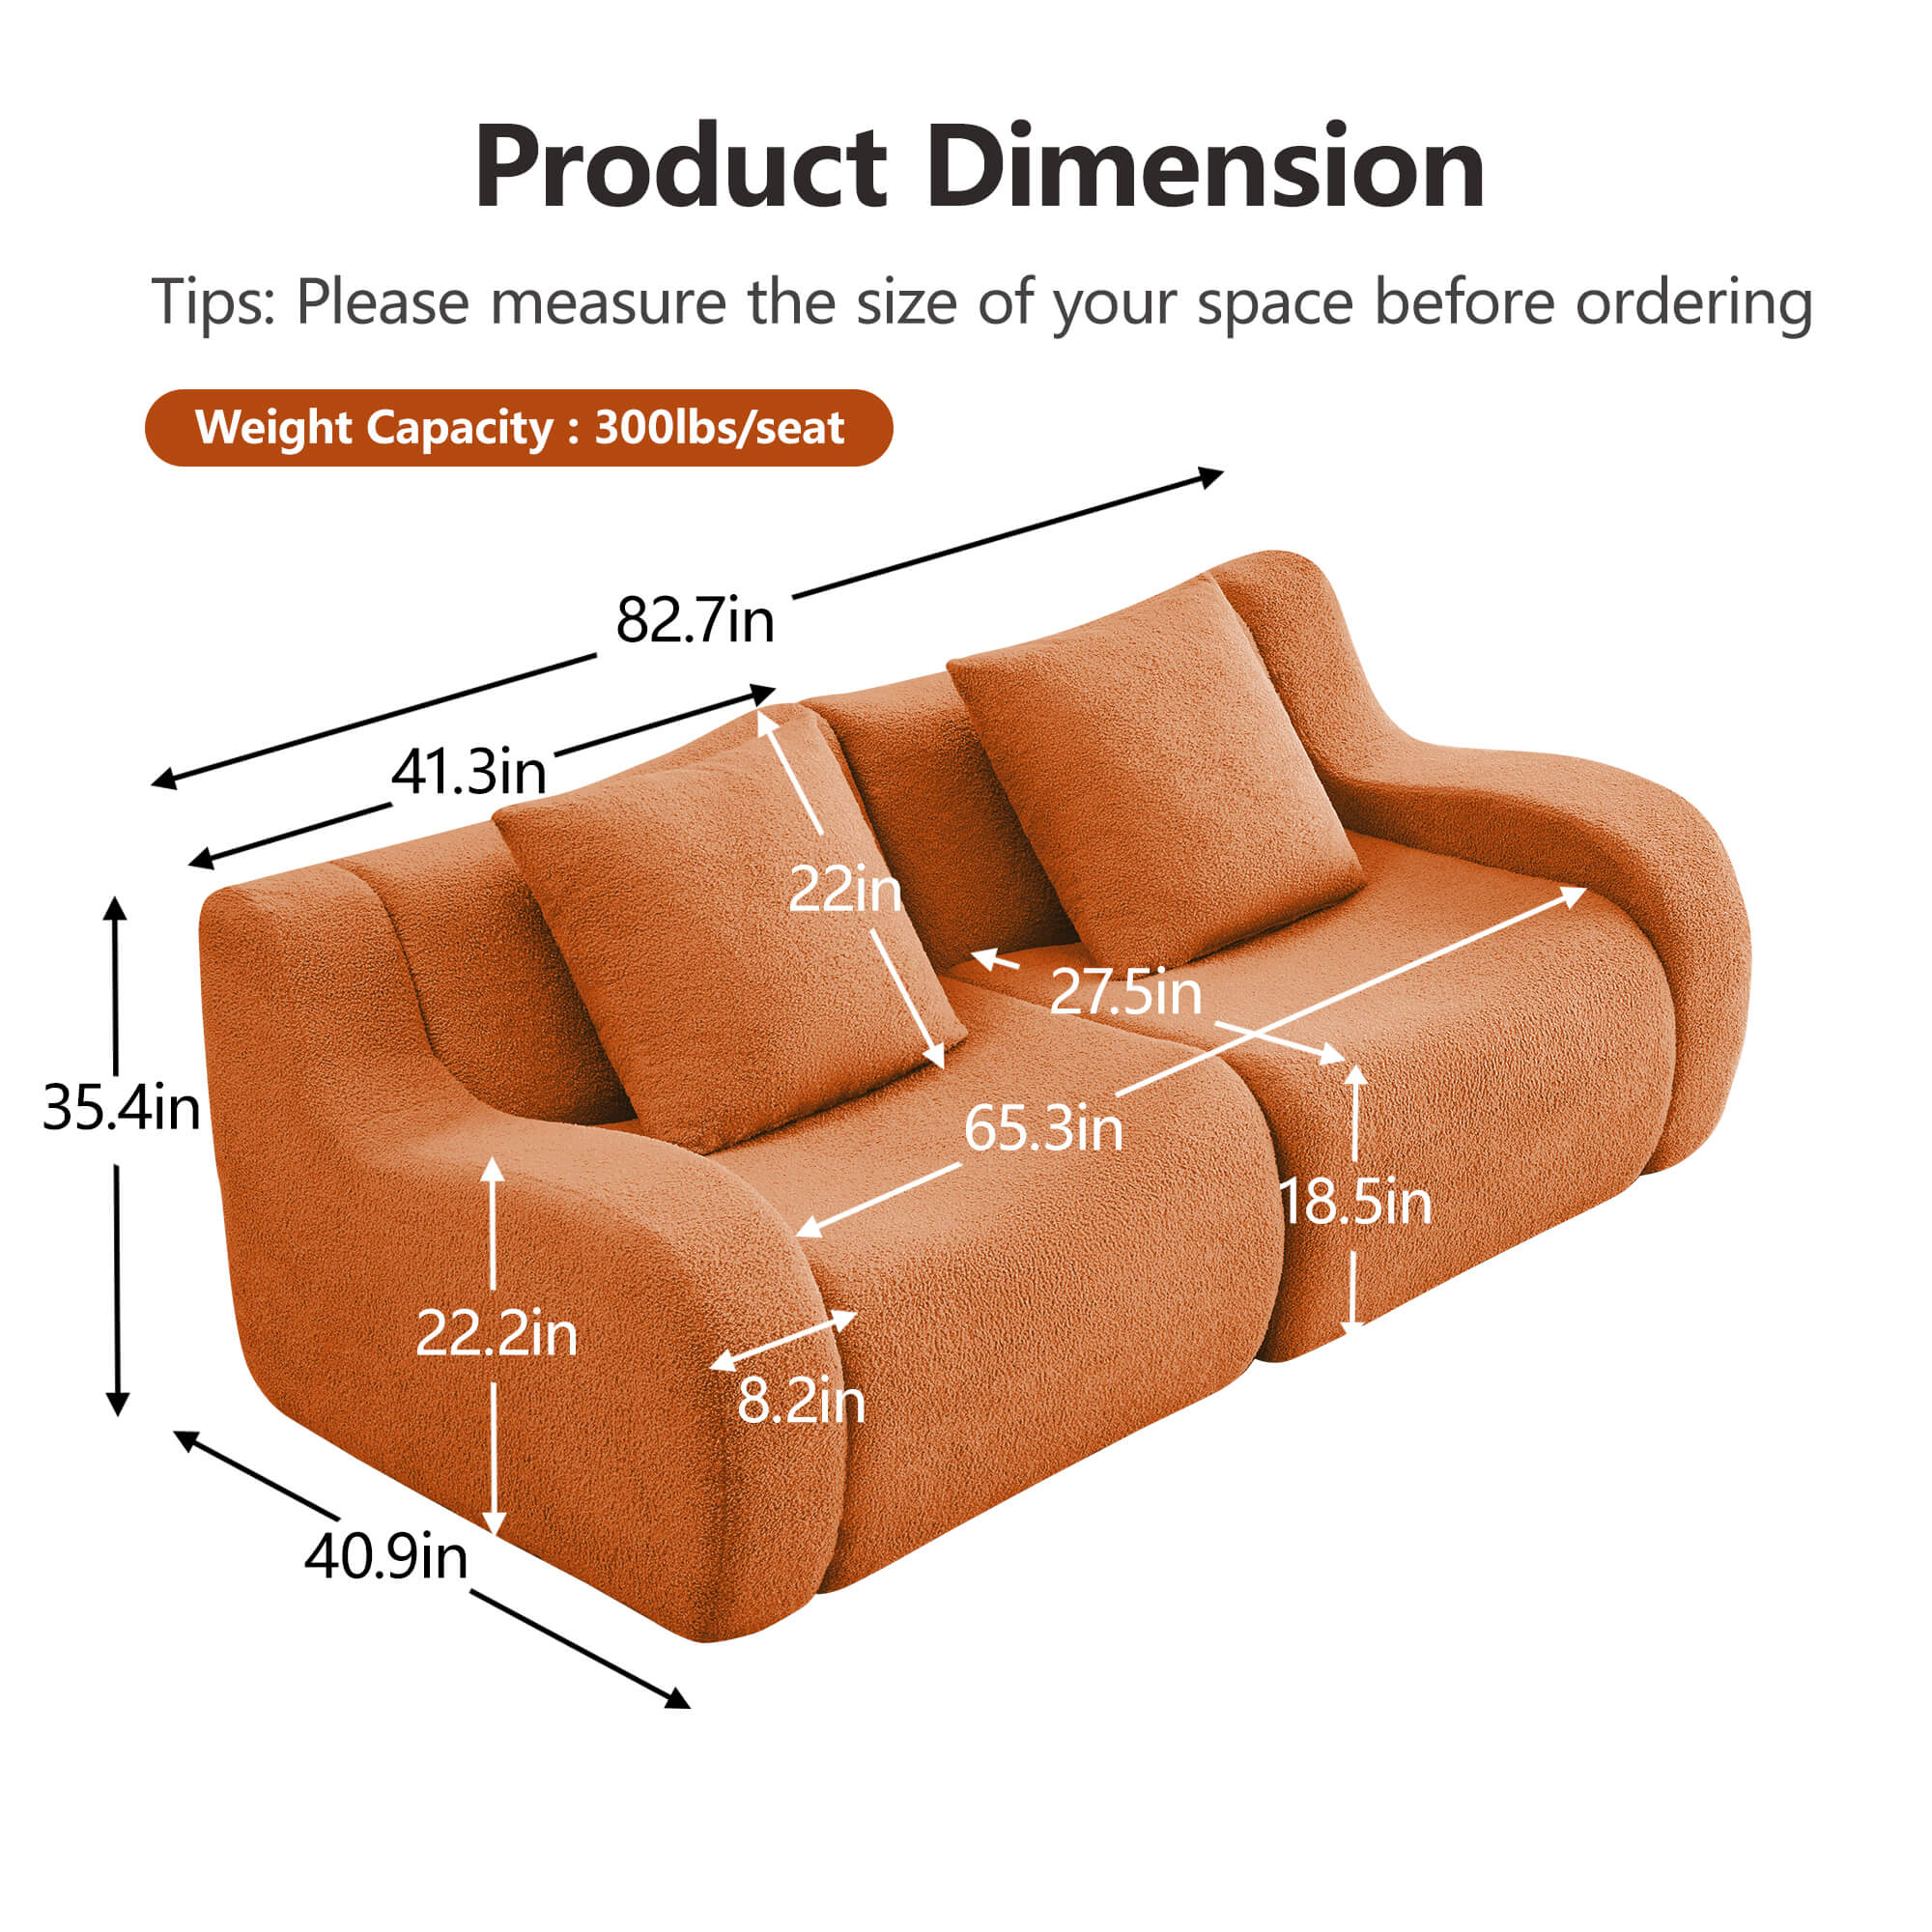 Product Dimension
Tips: Please measure the size of your space before ordering
Weight Capacity : 300lbs/seat
82.7in
41.3in
22in
27.5in
35.4in
65.3in
18.5in
22.2in
8.2in
40.9in